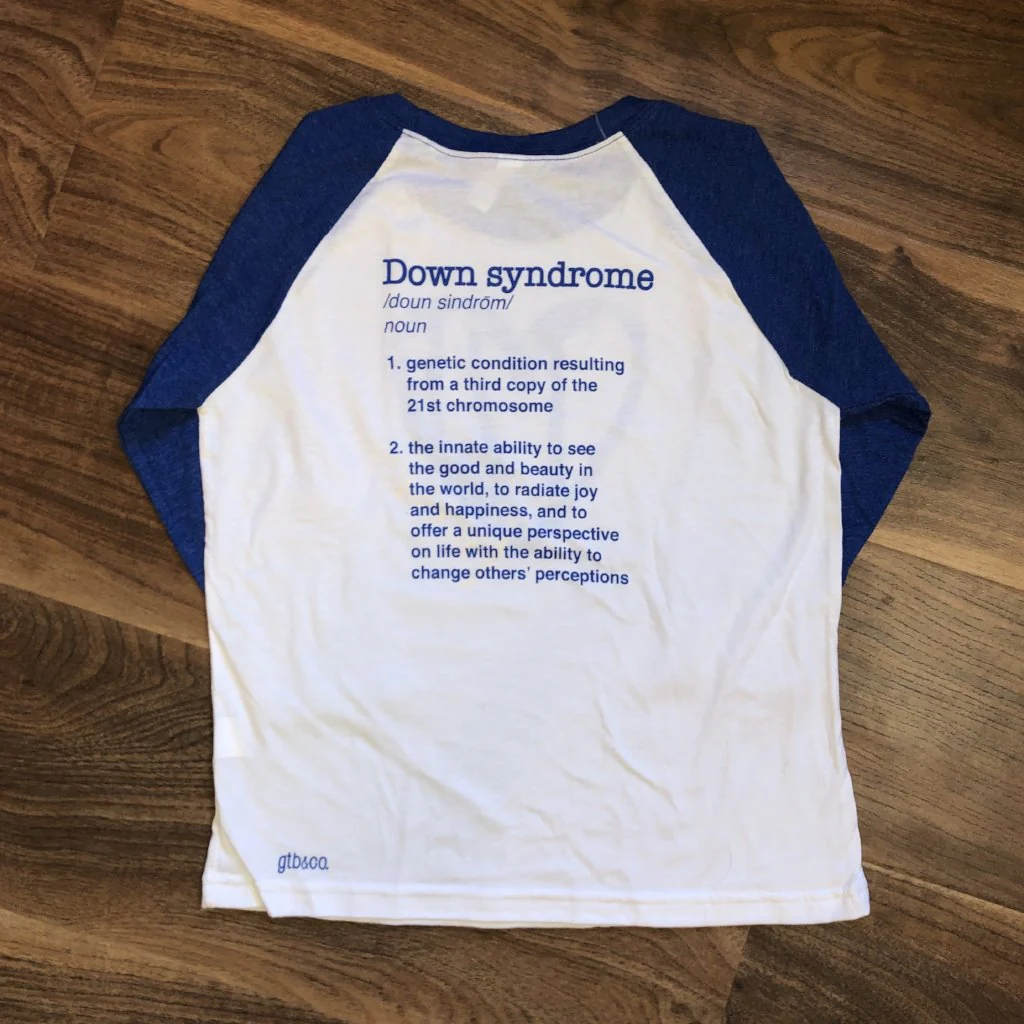 Down syndrome
/doun sindrōm/
noun
1. genetic condition resulting
from a third copy of the
21st chromosome
2. the innate ability to see
the good and beauty in
the world, to radiate joy
and happiness, and to
offer a unique perspective
on life with the ability to
change others' perceptions
gtb&co.